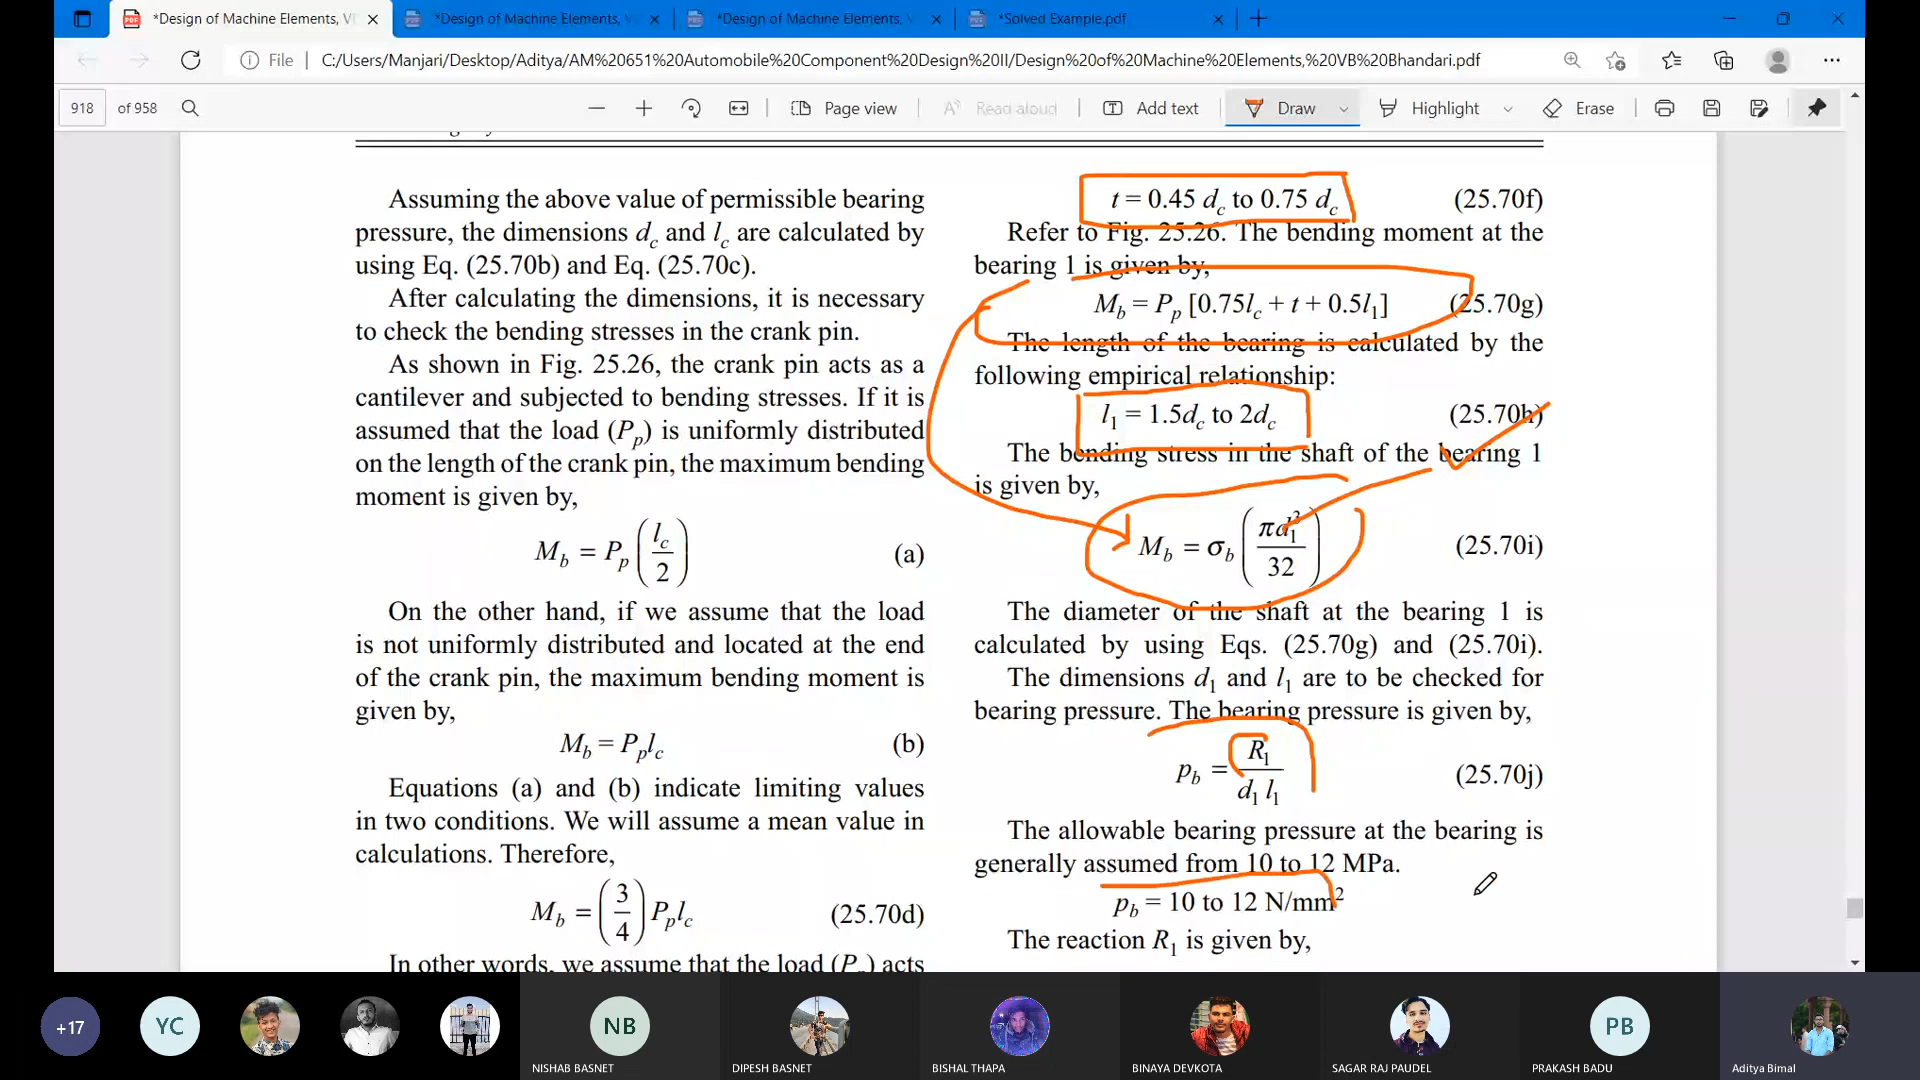 *Design of Machine Elements, V
*Design of Machine Elements, V
*Design of Machine Elements, V
*Solved Example.pdf
File
C:/Users/Manjari/Desktop/Aditya/AM%20651%20Automobile%20Component%20Design%20II/Design%20of%20Machine%20Elements,%20VB%20Bhandari.pdf
918 of 958
Page view
Read aloud
Add text
Draw
Highlight
Erase
Assuming the above value of permissible bearing
pressure, the dimensions d_c and l_c are calculated by
using Eq. (25.70b) and Eq. (25.70c).
After calculating the dimensions, it is necessary
to check the bending stresses in the crank pin.
As shown in Fig. 25.26, the crank pin acts as a
cantilever and subjected to bending stresses. If it is
assumed that the load (P_p) is uniformly distributed
on the length of the crank pin, the maximum bending
moment is given by,
M_b = P_p (l_c/2) (a)
On the other hand, if we assume that the load
is not uniformly distributed and located at the end
of the crank pin, the maximum bending moment is
given by,
M_b = P_p l_c (b)
Equations (a) and (b) indicate limiting values
in two conditions. We will assume a mean value in
calculations. Therefore,
M_b = (3/4) P_p l_c (25.70d)
In other words, we assume that the load (P_p) acts
t = 0.45 d_c to 0.75 d_c (25.70f)
Refer to Fig. 25.26. The bending moment at the
bearing 1 is given by,
M_b = P_p [0.75l_c + t + 0.5l_1] (25.70g)
The length of the bearing is calculated by the
following empirical relationship:
l_1 = 1.5d_c to 2d_c (25.70h)
The bending stress in the shaft of the bearing 1
is given by,
M_b = σ_b (πd_1^3/32) (25.70i)
The diameter of the shaft at the bearing 1 is
calculated by using Eqs. (25.70g) and (25.70i).
The dimensions d_1 and l_1 are to be checked for
bearing pressure. The bearing pressure is given by,
p_b = R_1/(d_1 l_1) (25.70j)
The allowable bearing pressure at the bearing is
generally assumed from 10 to 12 MPa.
p_b = 10 to 12 N/mm^2
The reaction R_1 is given by,
+17
YC
NB
PB
NISHAB BASNET
DIPESH BASNET
BISHAL THAPA
BINAYA DEVKOTA
SAGAR RAJ PAUDEL
PRAKASH BADU
Aditya Bimal